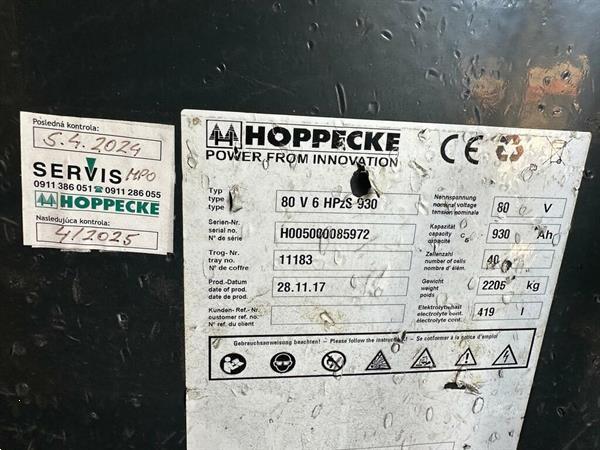 Posledná kontrola:
5.4.2024
SERVIS MPO
0911 386 051 ☎ 0911 286 055
HOPPECKE
Nasledujúca kontrola:
4/2025
HOPPECKE
POWER FROM INNOVATION
CE
Typ
type
type
80 V 6 HPzS 930
Serien-Nr.
serial no.
N° de série
H005000085972
Trog-Nr.
tray no.
N° de coffre
11183
Prod.-Datum
date of prod.
date de prod.
28.11.17
Kunden- Ref.- Nr.
customer ref. no.
N° ref. du client
Nennspannung
nominal voltage
tension nominale
80 V
Kapazität
capacity
capacité
c5
930 Ah
Zellenzahl
number of cells
nombre d' élém.
40
Gewicht
weight
poids
2205 kg
Elektrolytinhalt
electrolyte cont.
électrolyte cont.
419 l
Gebrauchsanweisung beachten! – Please follow the instructions! – Se conformer à la notice d'emploi